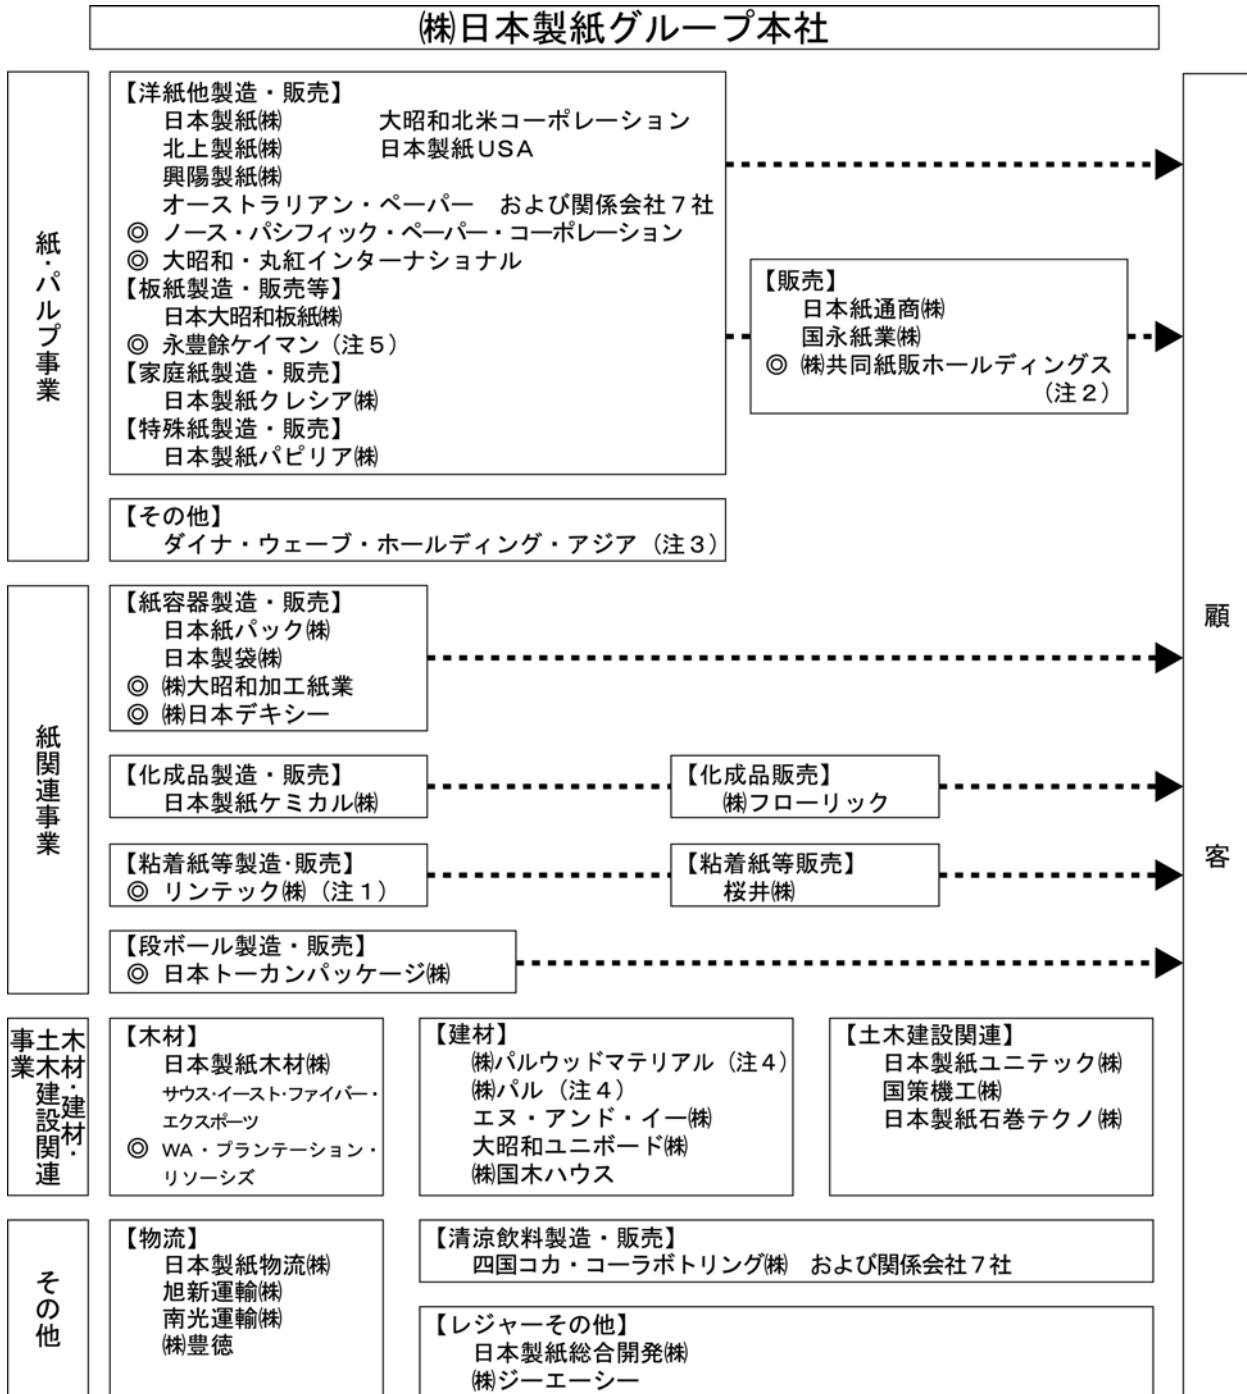 ㈱日本製紙グループ本社
紙・パルプ事業
【洋紙他製造・販売】
日本製紙㈱　大昭和北米コーポレーション
北上製紙㈱　日本製紙USA
興陽製紙㈱
オーストラリアン・ペーパー　および関係会社７社
◎ ノース・パシフィック・ペーパー・コーポレーション
◎ 大昭和・丸紅インターナショナル
【板紙製造・販売等】
日本大昭和板紙㈱
◎ 永豊餘ケイマン（注５）
【家庭紙製造・販売】
日本製紙クレシア㈱
【特殊紙製造・販売】
日本製紙パピリア㈱
【販売】
日本紙通商㈱
国永紙業㈱
◎ ㈱共同紙販ホールディングス
（注２）
【その他】
ダイナ・ウェーブ・ホールディング・アジア（注３）
紙関連事業
【紙容器製造・販売】
日本紙パック㈱
日本製袋㈱
◎ ㈱大昭和加工紙業
◎ ㈱日本デキシー
【化成品製造・販売】
日本製紙ケミカル㈱
【化成品販売】
㈱フローリック
【粘着紙等製造・販売】
◎ リンテック㈱（注１）
【粘着紙等販売】
桜井㈱
【段ボール製造・販売】
◎ 日本トーカンパッケージ㈱
木材・建材・
土木建設関連
事業
【木材】
日本製紙木材㈱
サウス・イースト・ファイバー・
エクスポーツ
◎ WA・プランテーション・
リソーシズ
【建材】
㈱パルウッドマテリアル（注４）
㈱パル（注４）
エヌ・アンド・イー㈱
大昭和ユニボード㈱
㈱国木ハウス
【土木建設関連】
日本製紙ユニテック㈱
国策機工㈱
日本製紙石巻テクノ㈱
その他
【物流】
日本製紙物流㈱
旭新運輸㈱
南光運輸㈱
㈱豊徳
【清涼飲料製造・販売】
四国コカ・コーラボトリング㈱　および関係会社７社
【レジャーその他】
日本製紙総合開発㈱
㈱ジーエーシー
顧客